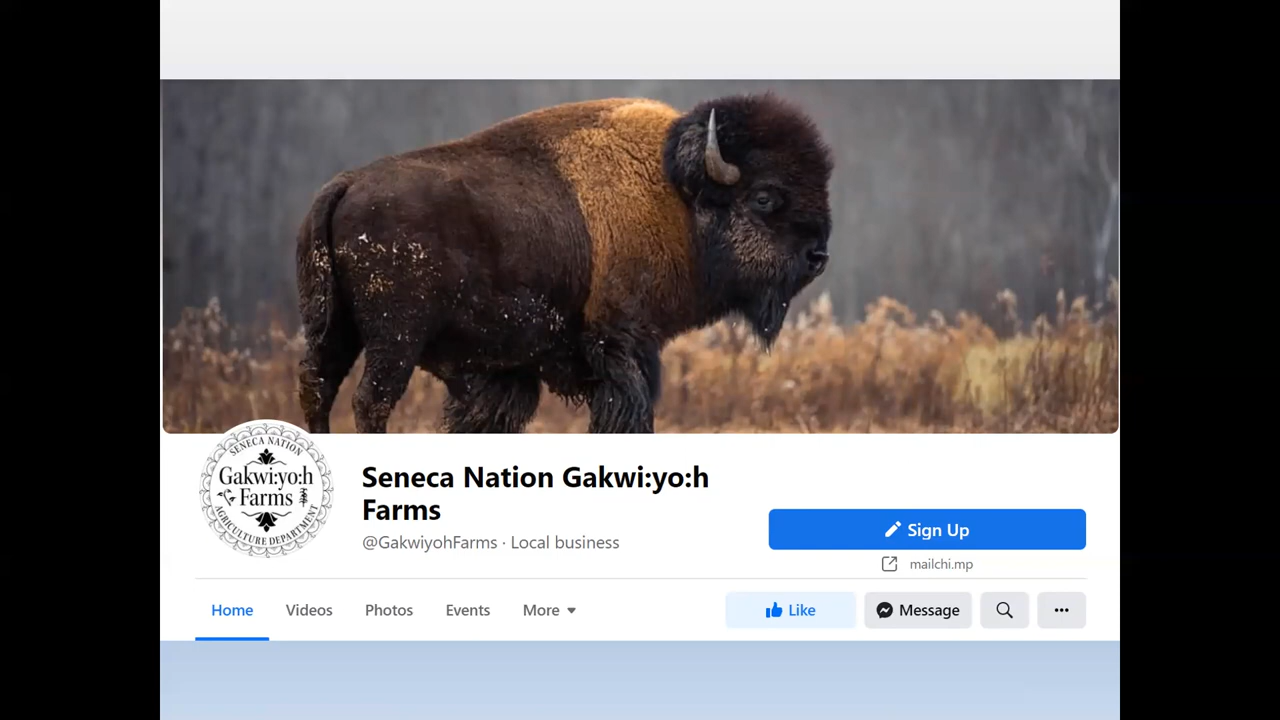 SENECA NATION
Gakwi:yo:h
Farms
AGRICULTURE DEPARTMENT
Seneca Nation Gakwi:yo:h
Farms
@GakwiyohFarms · Local business
Sign Up
mailchi.mp
Home
Videos
Photos
Events
More
Like
Message